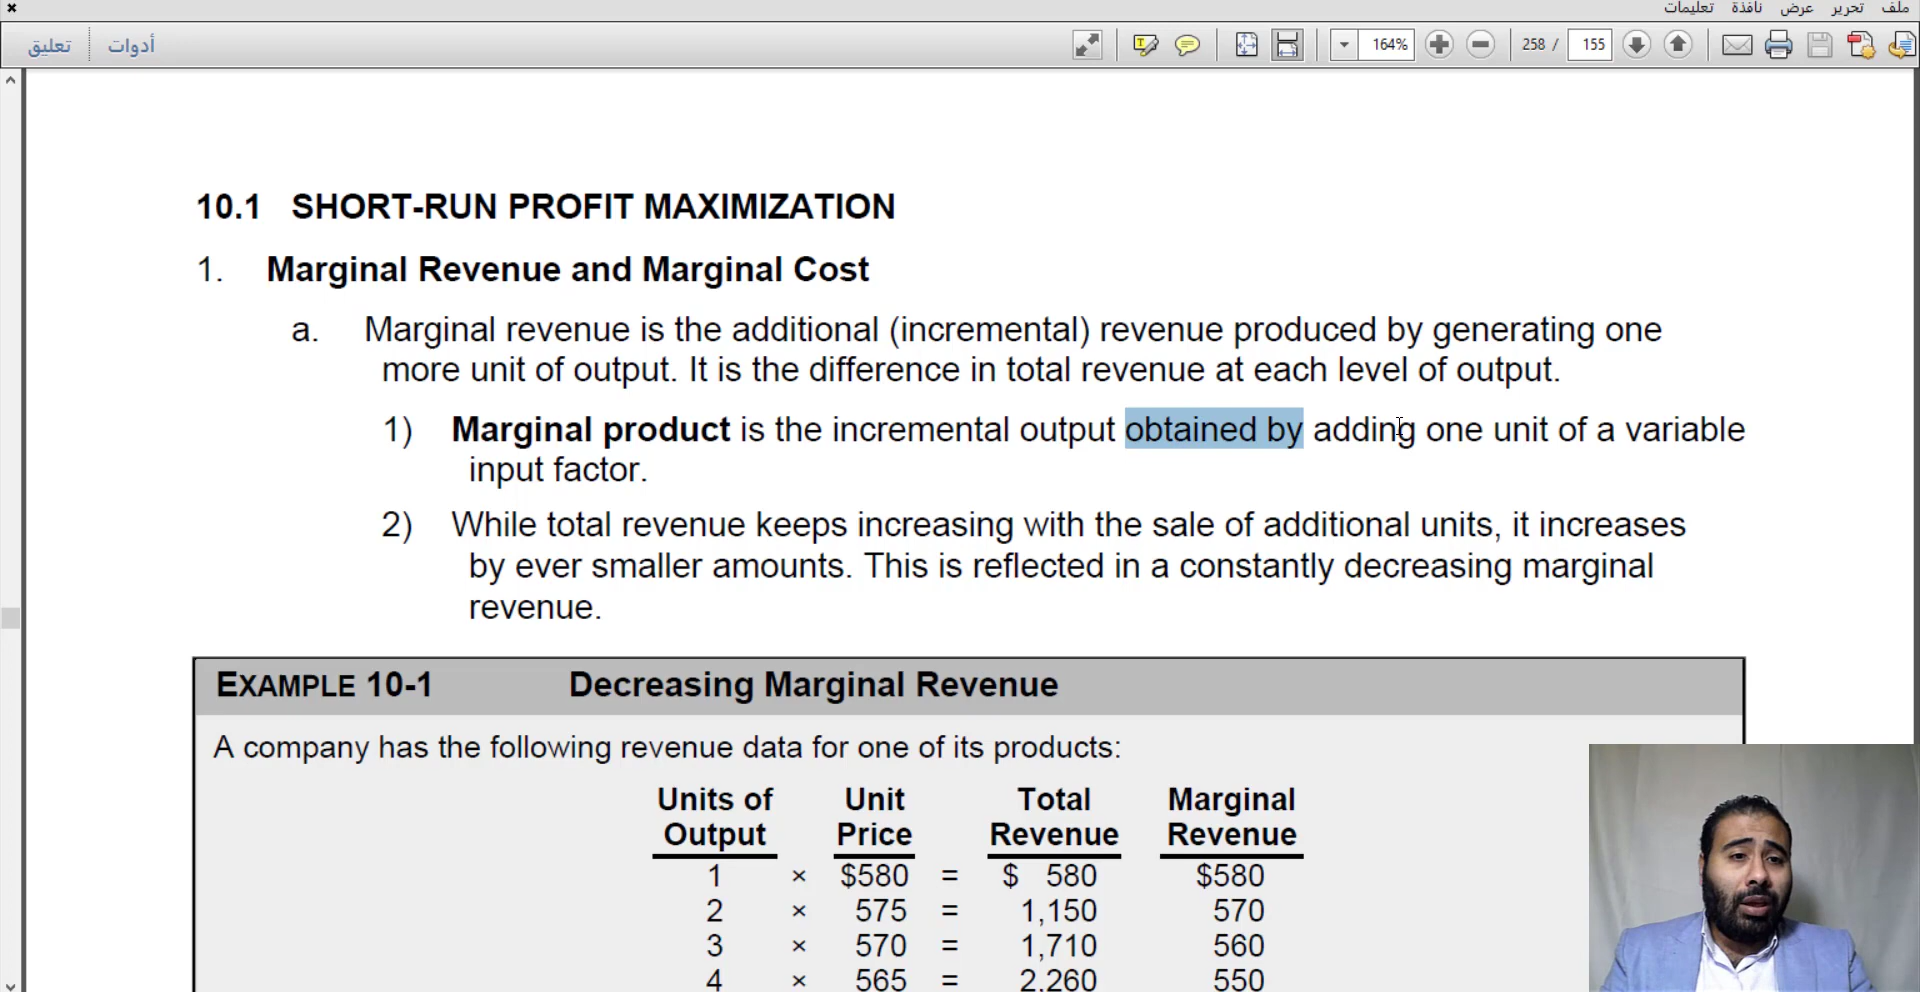 ملف تحرير عرض نافذة تعليمات
تعليق أدوات 164% 258 / 155
10.1 SHORT-RUN PROFIT MAXIMIZATION
1. Marginal Revenue and Marginal Cost
a. Marginal revenue is the additional (incremental) revenue produced by generating one
more unit of output. It is the difference in total revenue at each level of output.
1) Marginal product is the incremental output obtained by adding one unit of a variable
input factor.
2) While total revenue keeps increasing with the sale of additional units, it increases
by ever smaller amounts. This is reflected in a constantly decreasing marginal
revenue.
EXAMPLE 10-1 Decreasing Marginal Revenue
A company has the following revenue data for one of its products:
Units of Unit Total Marginal
Output Price Revenue Revenue
1 × $580 = $ 580 $580
2 × 575 = 1,150 570
3 × 570 = 1,710 560
4 × 565 = 2,260 550